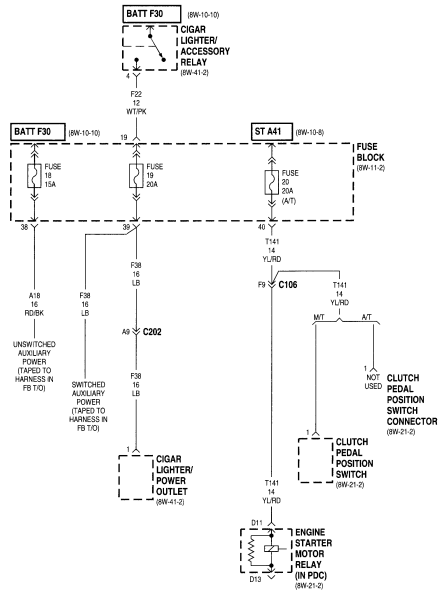 BATT F30 (8W-10-10)
CIGAR
LIGHTER/
ACCESSORY
RELAY
(8W-41-2)
4
F22
12
WT/PK
BATT F30 (8W-10-10)
19
ST A41 (8W-10-8)
FUSE
18
15A
FUSE
19
20A
FUSE
20
20A
(A/T)
FUSE
BLOCK
(8W-11-2)
38
39
40
T141
14
YL/RD
F38
16
LB
A18
16
RD/BK
F38
16
LB
F9 C106
T141
14
YL/RD
M/T A/T
A9 C202
UNSWITCHED
AUXILIARY
POWER
(TAPED TO
HARNESS IN
FB T/O)
SWITCHED
AUXILIARY
POWER
(TAPED TO
HARNESS IN
FB T/O)
F38
16
LB
1
NOT
USED
CLUTCH
PEDAL
POSITION
SWITCH
CONNECTOR
(8W-21-2)
1
CLUTCH
PEDAL
POSITION
SWITCH
(8W-21-2)
1
CIGAR
LIGHTER/
POWER
OUTLET
(8W-41-2)
T141
14
YL/RD
D11
ENGINE
STARTER
MOTOR
RELAY
(IN PDC)
(8W-21-2)
D13